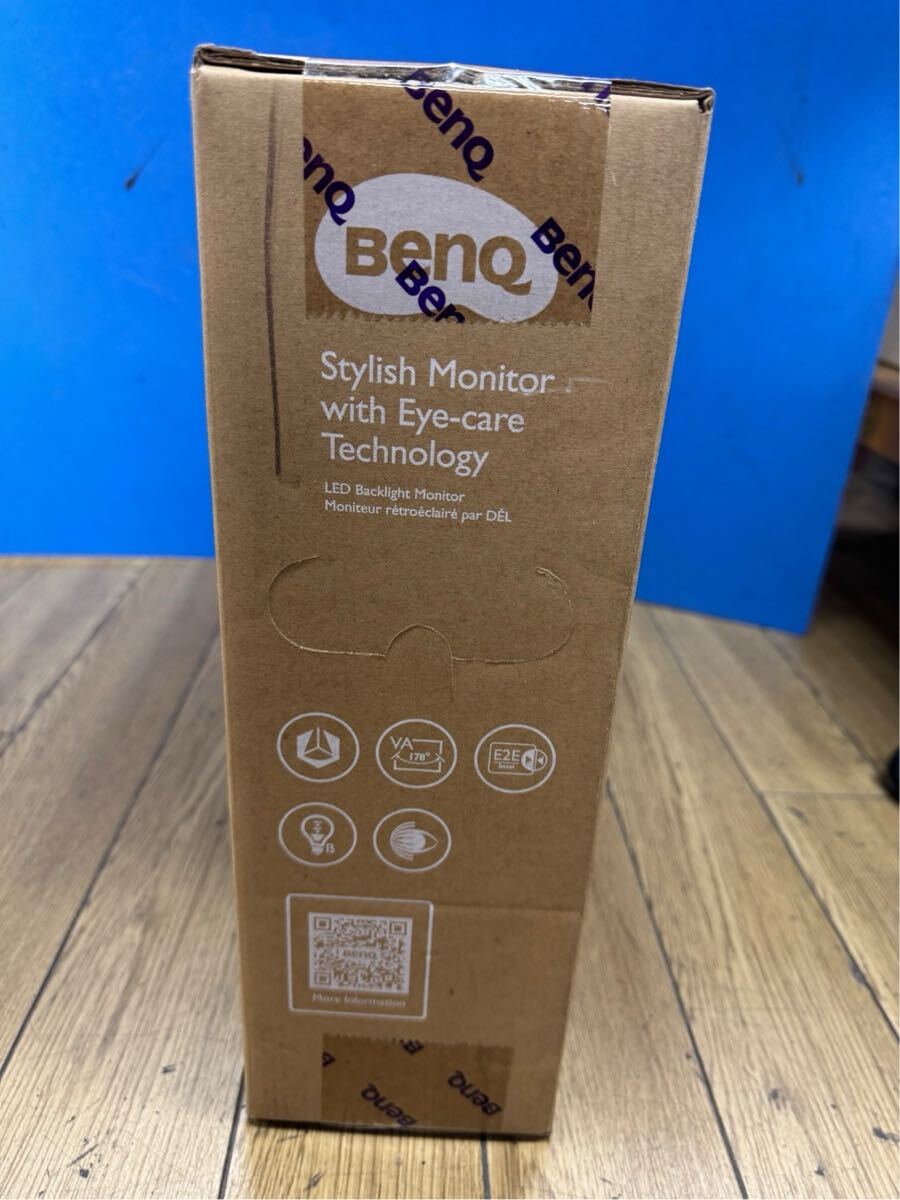 BenQ
BenQ
BenQ
Stylish Monitor
with Eye-care
Technology
LED Backlight Monitor
Moniteur rétroéclairé par DÉL
VA
178°
E2E
Bezel
BenQ
More Information
BenQ
BenQ